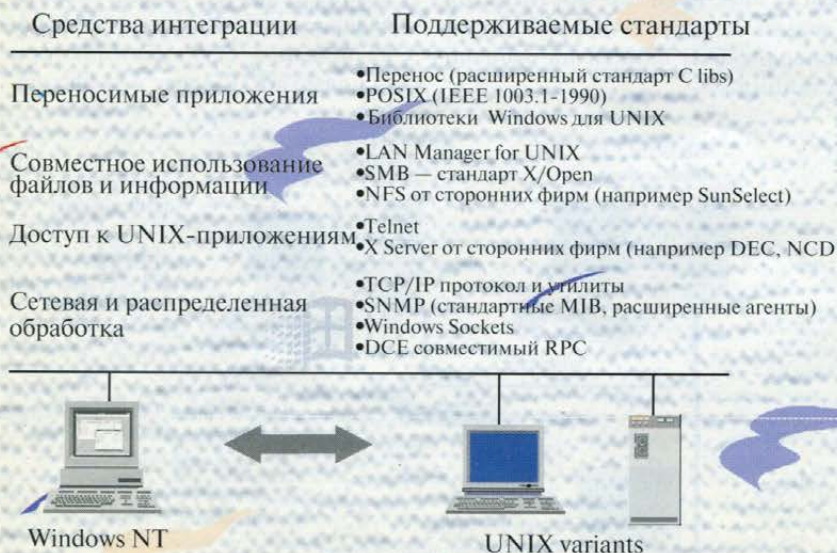 Средства интеграции
Поддерживаемые стандарты
Переносимые приложения
•Перенос (расширенный стандарт C libs)
•POSIX (IEEE 1003.1-1990)
•Библиотеки Windows для UNIX
Совместное использование
файлов и информации
•LAN Manager for UNIX
•SMB — стандарт X/Open
•NFS от сторонних фирм (например SunSelect)
Доступ к UNIX-приложениям
•Telnet
•X Server от сторонних фирм (например DEC, NCD
Сетевая и распределенная
обработка
•TCP/IP протокол и утилиты
•SNMP (стандартные MIB, расширенные агенты)
•Windows Sockets
•DCE совместимый RPC
Windows NT
UNIX variants